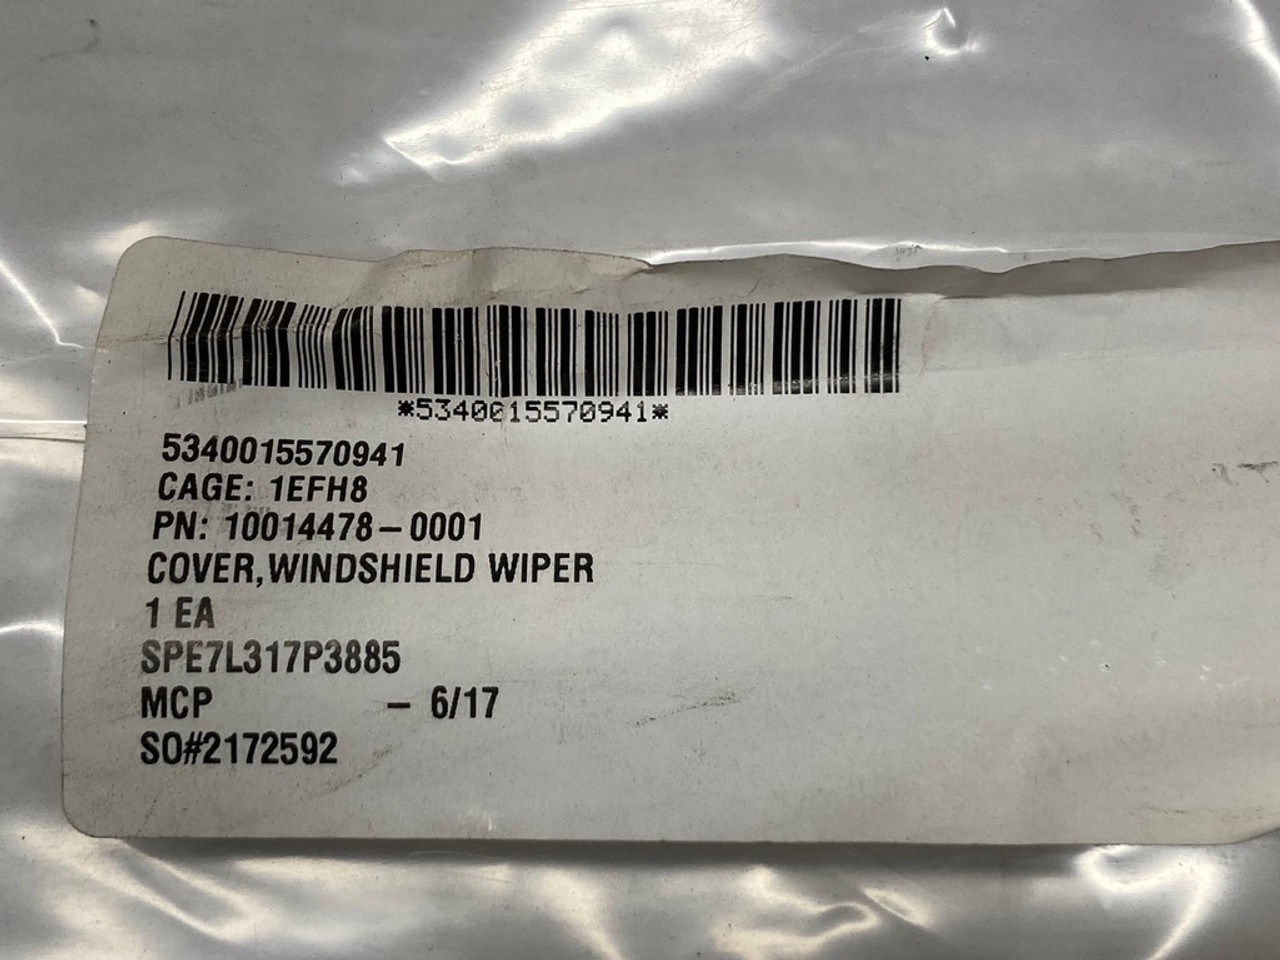 *5340015570941*
5340015570941
CAGE: 1EFH8
PN: 10014478-0001
COVER,WINDSHIELD WIPER
1 EA
SPE7L317P3885
MCP - 6/17
SO#2172592